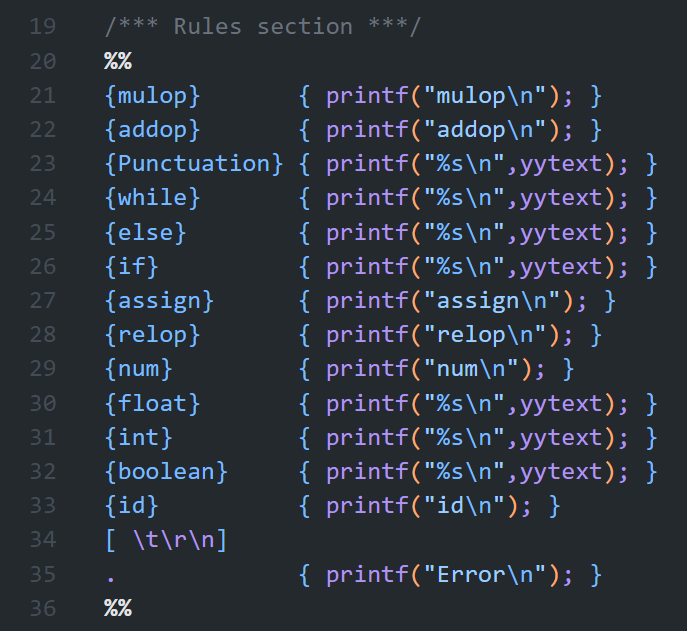 19 /*** Rules section ***/
20 %%
21 {mulop}       { printf("mulop\n"); }
22 {addop}       { printf("addop\n"); }
23 {Punctuation} { printf("%s\n",yytext); }
24 {while}       { printf("%s\n",yytext); }
25 {else}        { printf("%s\n",yytext); }
26 {if}          { printf("%s\n",yytext); }
27 {assign}      { printf("assign\n"); }
28 {relop}       { printf("relop\n"); }
29 {num}         { printf("num\n"); }
30 {float}       { printf("%s\n",yytext); }
31 {int}         { printf("%s\n",yytext); }
32 {boolean}     { printf("%s\n",yytext); }
33 {id}          { printf("id\n"); }
34 [ \t\r\n]
35 .             { printf("Error\n"); }
36 %%